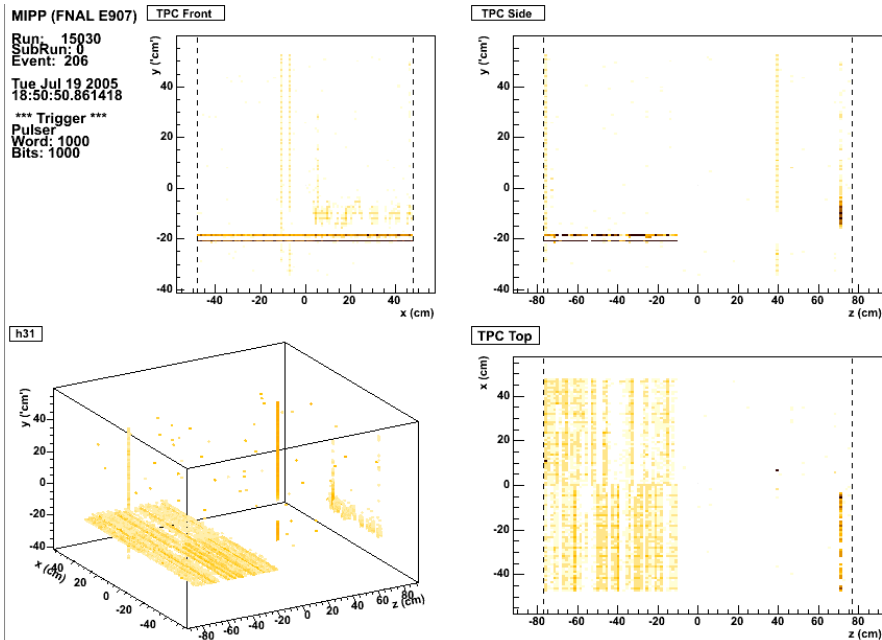 MIPP (FNAL E907)
Run: 15030
SubRun: 0
Event: 206
Tue Jul 19 2005
18:50:50.861418
*** Trigger ***
Pulser
Word: 1000
Bits: 1000
TPC Front
y ('cm')
40
20
0
-20
-40
-40 -20 0 20 40
x (cm)
TPC Side
y ('cm')
40
20
0
-20
-40
-80 -60 -40 -20 0 20 40 60 80
z (cm)
h31
y ('cm')
40
20
0
-20
-40
x (cm)
40
20
0
-20
-40
-80 -60 -40 -20 0 20 40 60 80
z (cm)
TPC Top
x (cm)
40
20
0
-20
-40
-80 -60 -40 -20 0 20 40 60 80
z (cm)